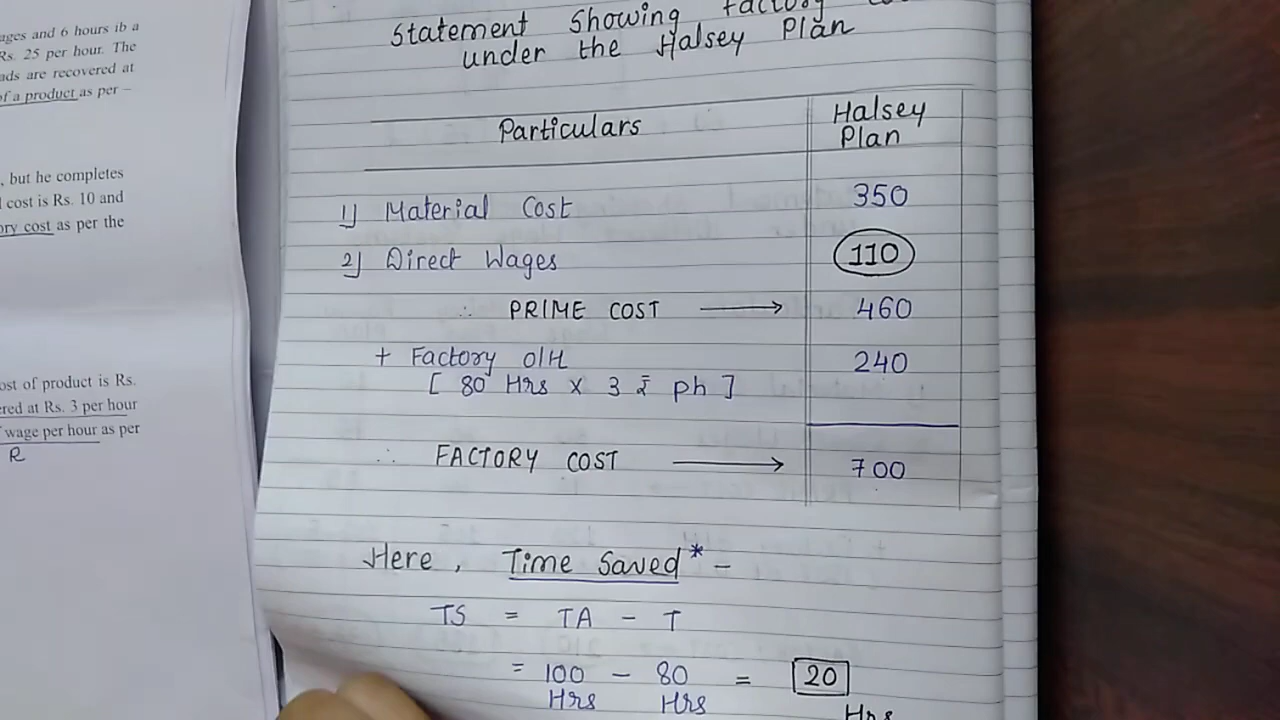 ages and 6 hours ib a
Rs. 25 per hour. The
ads are recovered at
of a product as per –
, but he completes
l cost is Rs. 10 and
ory cost as per the
ost of product is Rs.
ered at Rs. 3 per hour
wage per hour as per
R
Statement Showing Factory
under the Halsey Plan
Particulars
Halsey
Plan
1) Material Cost 350
2) Direct Wages 110
∴ PRIME COST → 460
+ Factory O/H 240
[ 80 Hrs x 3 ₹ ph ]
∴ FACTORY COST → 700
Here, Time Saved* -
TS = TA - T
= 100 - 80 = 20
Hrs Hrs Hrs